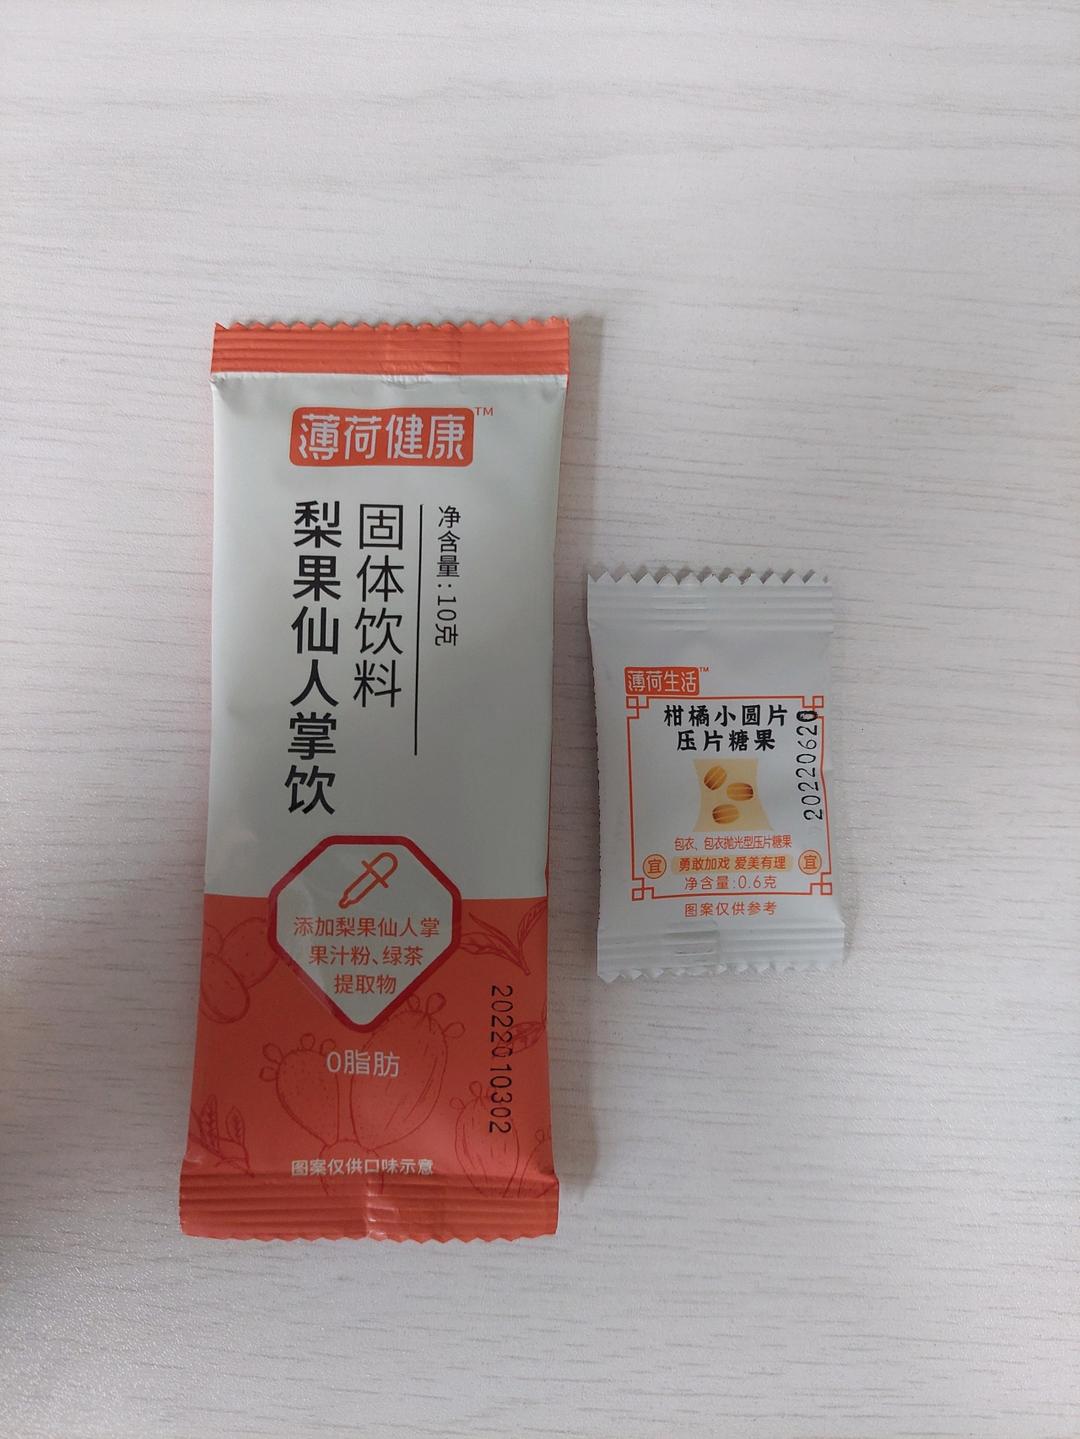 薄荷健康™
梨果仙人掌饮
固体饮料
净含量:10克
添加梨果仙人掌
果汁粉、绿茶
提取物
0脂肪
2022010302
图案仅供口味示意
薄荷生活™
柑橘小圆片
压片糖果
20220620
包衣、包衣抛光型压片糖果
宜 勇敢加戏 爱美有理 宜
净含量:0.6克
图案仅供参考